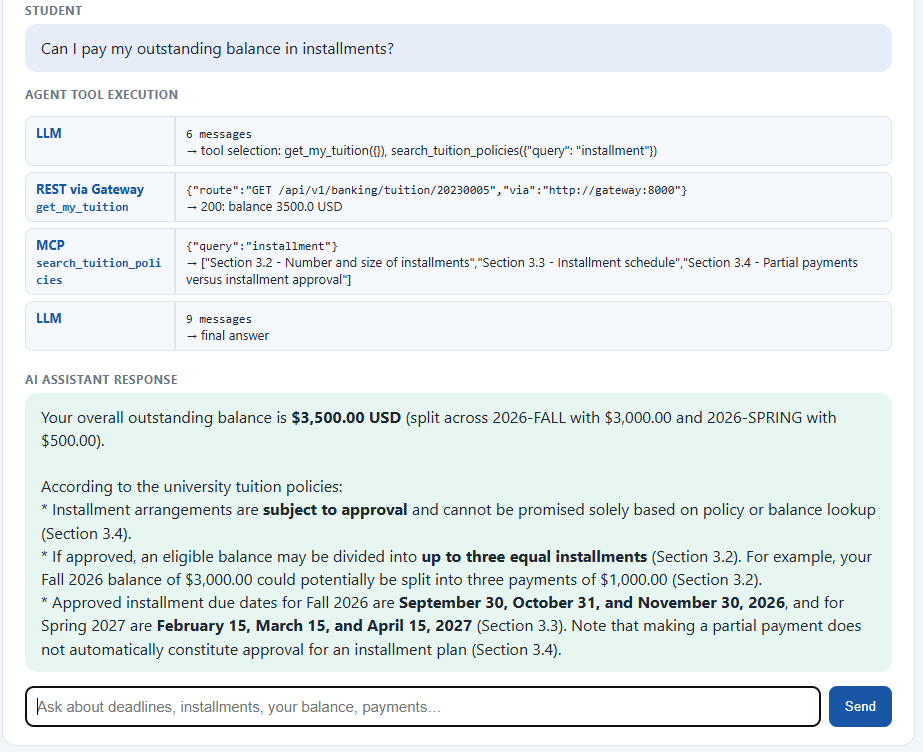 STUDENT
Can I pay my outstanding balance in installments?
AGENT TOOL EXECUTION
LLM
6 messages
→ tool selection: get_my_tuition({}), search_tuition_policies({"query": "installment"})
REST via Gateway
get_my_tuition
{"route":"GET /api/v1/banking/tuition/20230005","via":"http://gateway:8000"}
→ 200: balance 3500.0 USD
MCP
search_tuition_poli
cies
{"query":"installment"}
→ ["Section 3.2 - Number and size of installments","Section 3.3 - Installment schedule","Section 3.4 - Partial payments
versus installment approval"]
LLM
9 messages
→ final answer
AI ASSISTANT RESPONSE
Your overall outstanding balance is $3,500.00 USD (split across 2026-FALL with $3,000.00 and 2026-SPRING with
$500.00).
According to the university tuition policies:
* Installment arrangements are subject to approval and cannot be promised solely based on policy or balance lookup
(Section 3.4).
* If approved, an eligible balance may be divided into up to three equal installments (Section 3.2). For example, your
Fall 2026 balance of $3,000.00 could potentially be split into three payments of $1,000.00 (Section 3.2).
* Approved installment due dates for Fall 2026 are September 30, October 31, and November 30, 2026, and for
Spring 2027 are February 15, March 15, and April 15, 2027 (Section 3.3). Note that making a partial payment does
not automatically constitute approval for an installment plan (Section 3.4).
Ask about deadlines, installments, your balance, payments...
Send